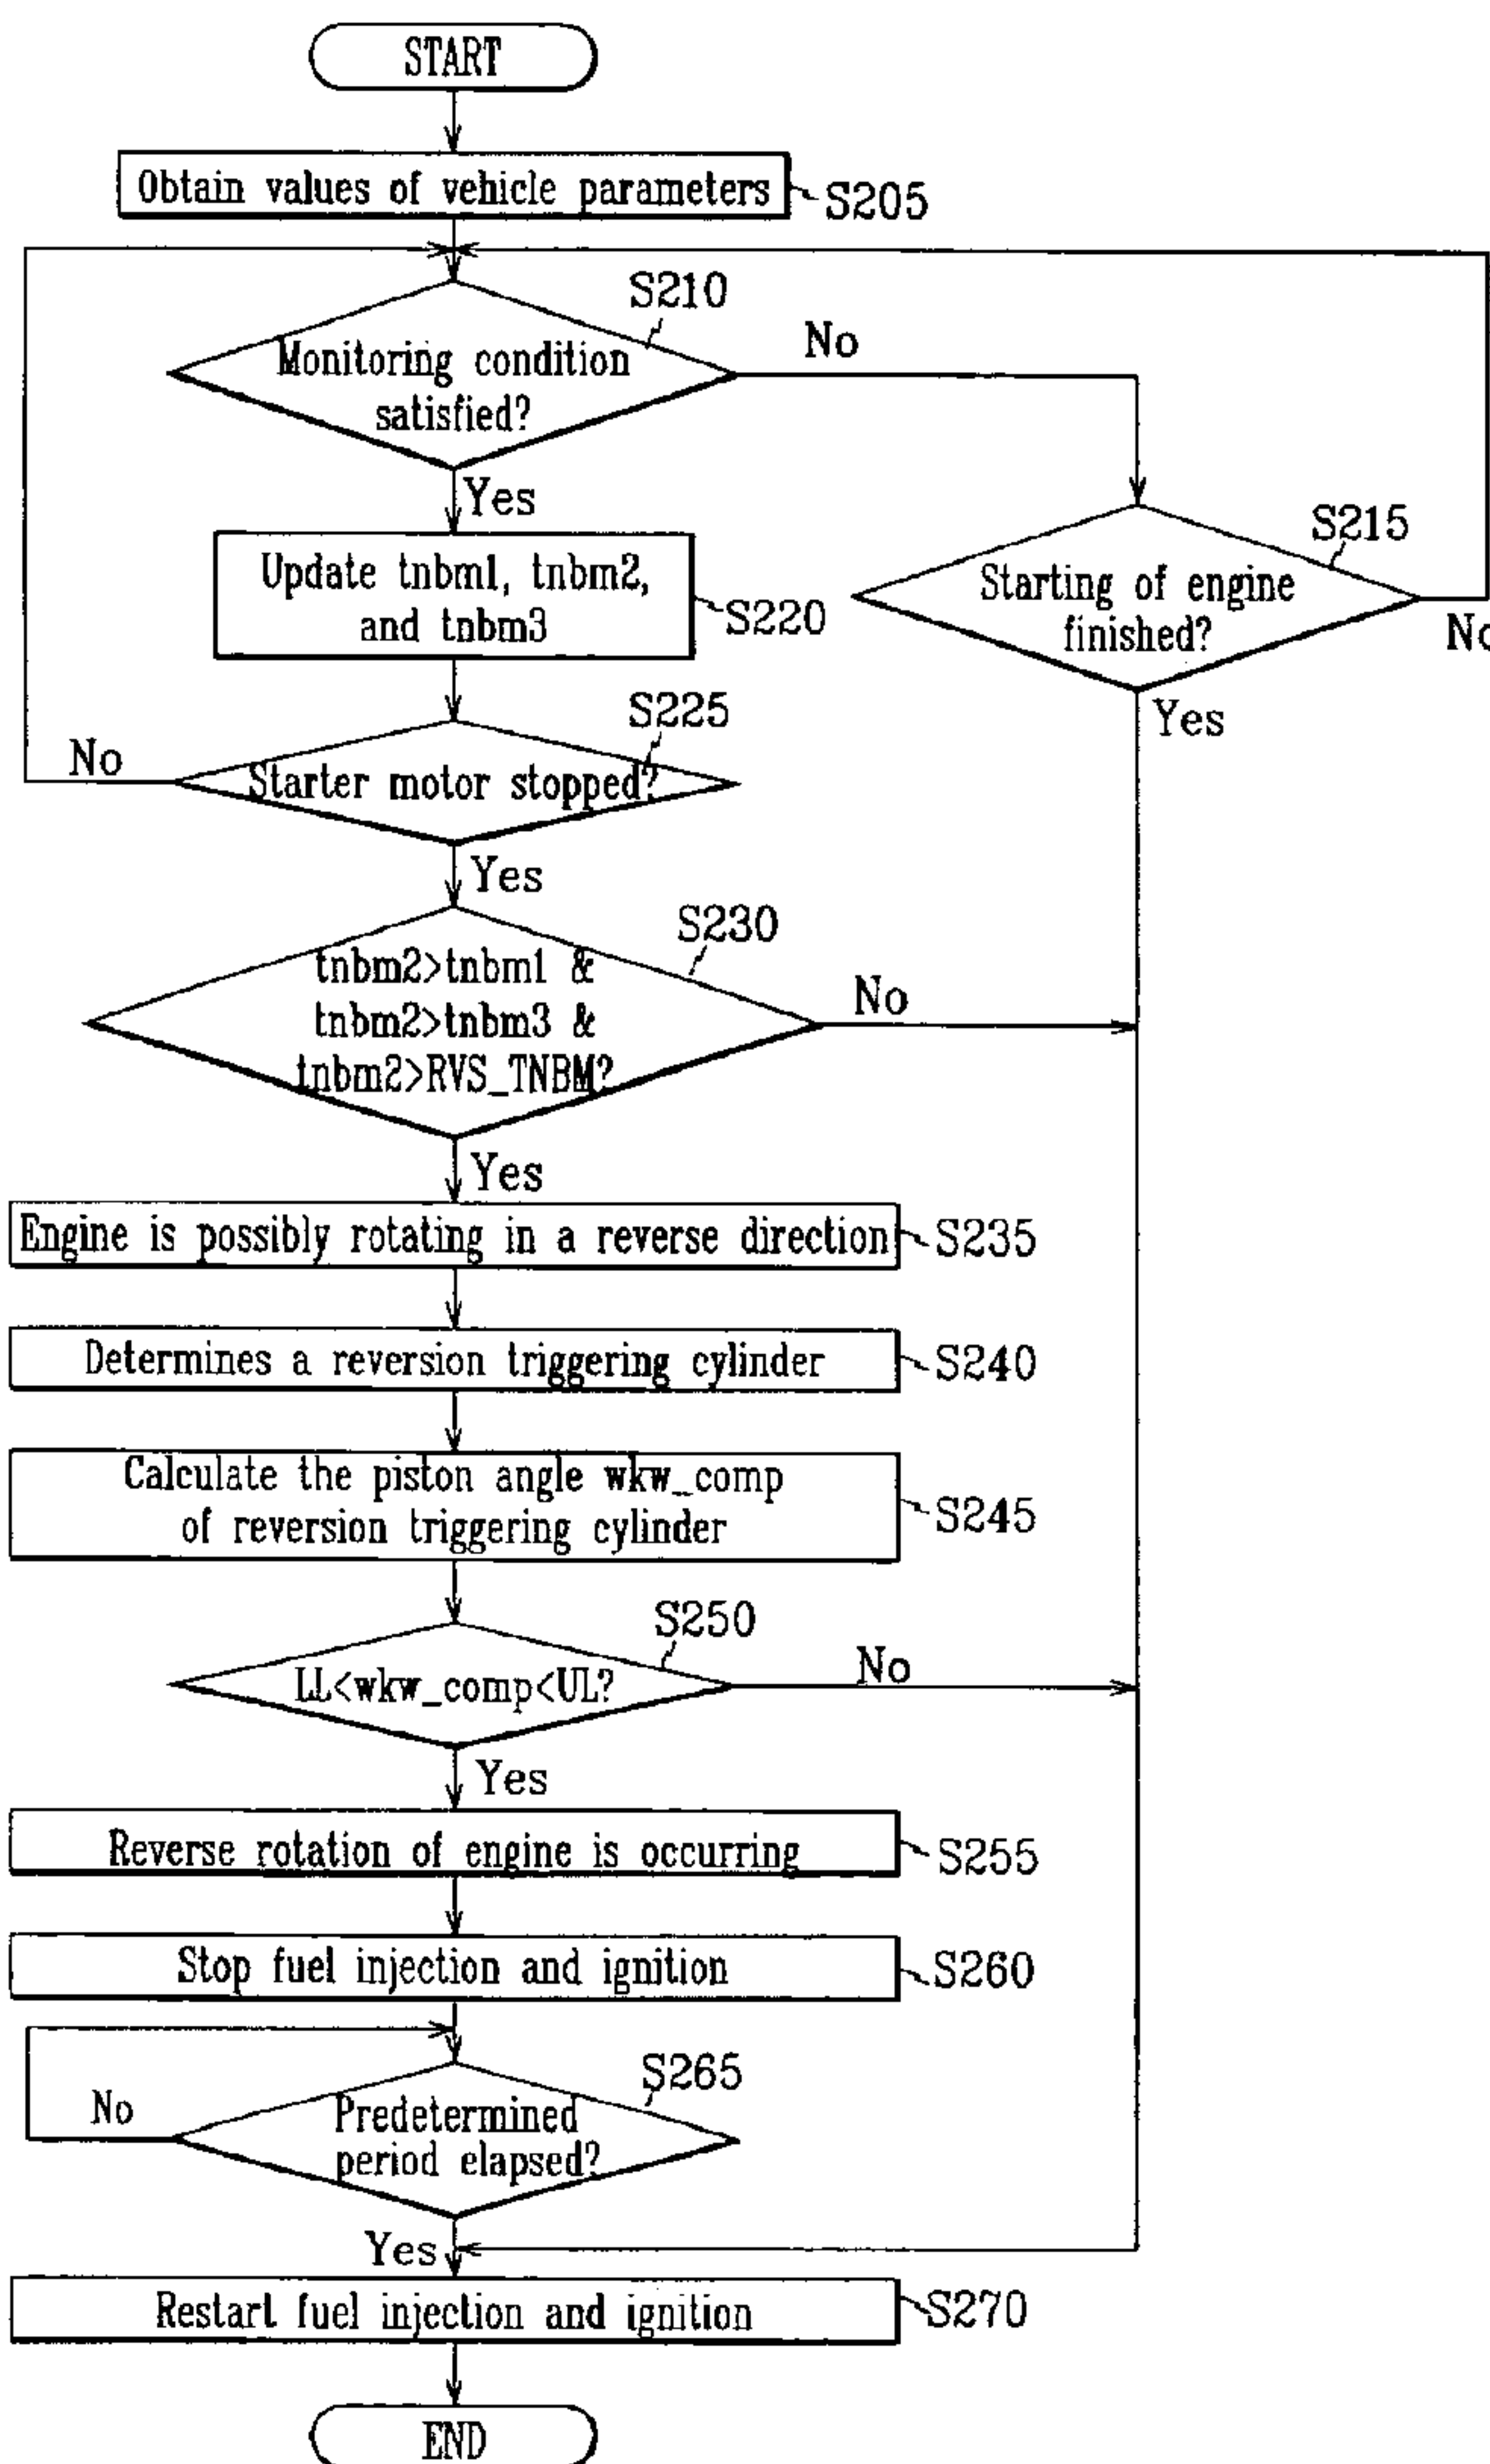 START
Obtain values of vehicle parameters
S205
S210
Monitoring condition
satisfied?
No
Yes
S215
Starting of engine
finished?
No
Yes
Update tnbm1, tnbm2,
and tnbm3
S220
S225
Starter motor stopped?
No
Yes
S230
tnbm2>tnbm1 &
tnbm2>tnbm3 &
tnbm2>RVS_TNBM?
No
Yes
Engine is possibly rotating in a reverse direction
S235
Determines a reversion triggering cylinder
S240
Calculate the piston angle wkw_comp
of reversion triggering cylinder
S245
S250
LL<wkw_comp<UL?
No
Yes
Reverse rotation of engine is occurring
S255
Stop fuel injection and ignition
S260
S265
Predetermined
period elapsed?
No
Yes
Restart fuel injection and ignition
S270
END